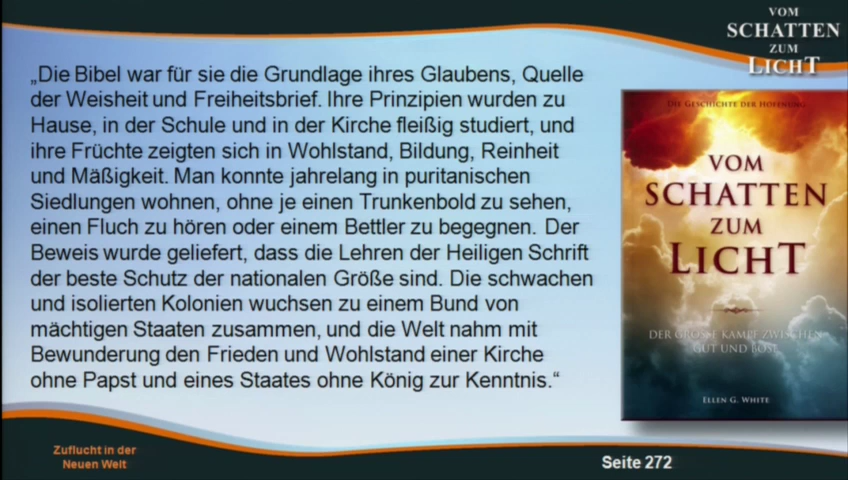 VOM
SCHATTEN
ZUM
LICHT
„Die Bibel war für sie die Grundlage ihres Glaubens, Quelle
der Weisheit und Freiheitsbrief. Ihre Prinzipien wurden zu
Hause, in der Schule und in der Kirche fleißig studiert, und
ihre Früchte zeigten sich in Wohlstand, Bildung, Reinheit
und Mäßigkeit. Man konnte jahrelang in puritanischen
Siedlungen wohnen, ohne je einen Trunkenbold zu sehen,
einen Fluch zu hören oder einem Bettler zu begegnen. Der
Beweis wurde geliefert, dass die Lehren der Heiligen Schrift
der beste Schutz der nationalen Größe sind. Die schwachen
und isolierten Kolonien wuchsen zu einem Bund von
mächtigen Staaten zusammen, und die Welt nahm mit
Bewunderung den Frieden und Wohlstand einer Kirche
ohne Papst und eines Staates ohne König zur Kenntnis.“
DIE GESCHICHTE DER HOFFNUNG
VOM
SCHATTEN
ZUM
LICHT
DER GROSSE KAMPF ZWISCHEN
GUT UND BÖSE
ELLEN G. WHITE
Zuflucht in der
Neuen Welt
Seite 272